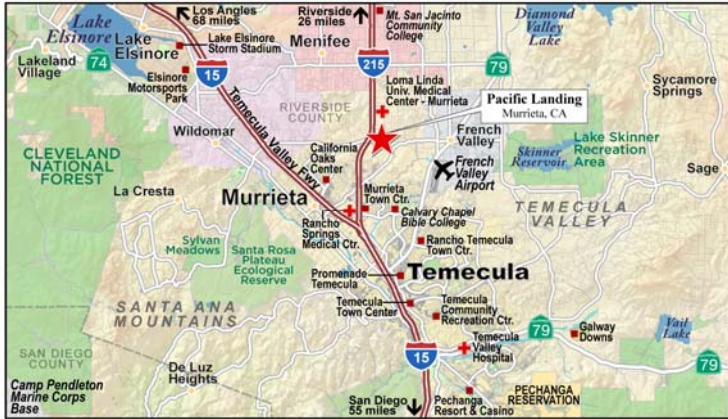 Los Angeles
68 miles
Riverside
26 miles
Mt. San Jacinto
Community
College
Diamond
Valley
Lake
Lake
Elsinore
Lake
Elsinore
Lake Elsinore
Storm Stadium
Menifee
Lakeland
Village
74
15
215
79
Elsinore
Motorsports
Park
Loma Linda
Univ. Medical
Center - Murrieta
Sycamore
Springs
Pacific Landing
Murrieta, CA
RIVERSIDE
COUNTY
Temecula Valley Fwy
Wildomar
California
Oaks
Center
French
Valley
French
Valley
Airport
Skinner
Reservoir
Lake Skinner
Recreation
Area
Sage
CLEVELAND
NATIONAL
FOREST
La Cresta
Murrieta
Murrieta
Town Ctr.
Calvary Chapel
Bible College
TEMECULA
VALLEY
Rancho
Springs
Medical Ctr.
Sylvan
Meadows
Santa Rosa
Plateau
Ecological
Reserve
Rancho Temecula
Town Ctr.
Promenade
Temecula
Temecula
SANTA ANA
MOUNTAINS
Temecula
Town Center
Temecula
Community
Recreation Ctr.
Vail
Lake
79
Galway
Downs
SAN DIEGO
COUNTY
De Luz
Heights
15
Temecula
Valley
Hospital
79
Camp Pendleton
Marine Corps
Base
San Diego
55 miles
Pechanga
Resort & Casino
PECHANGA
RESERVATION